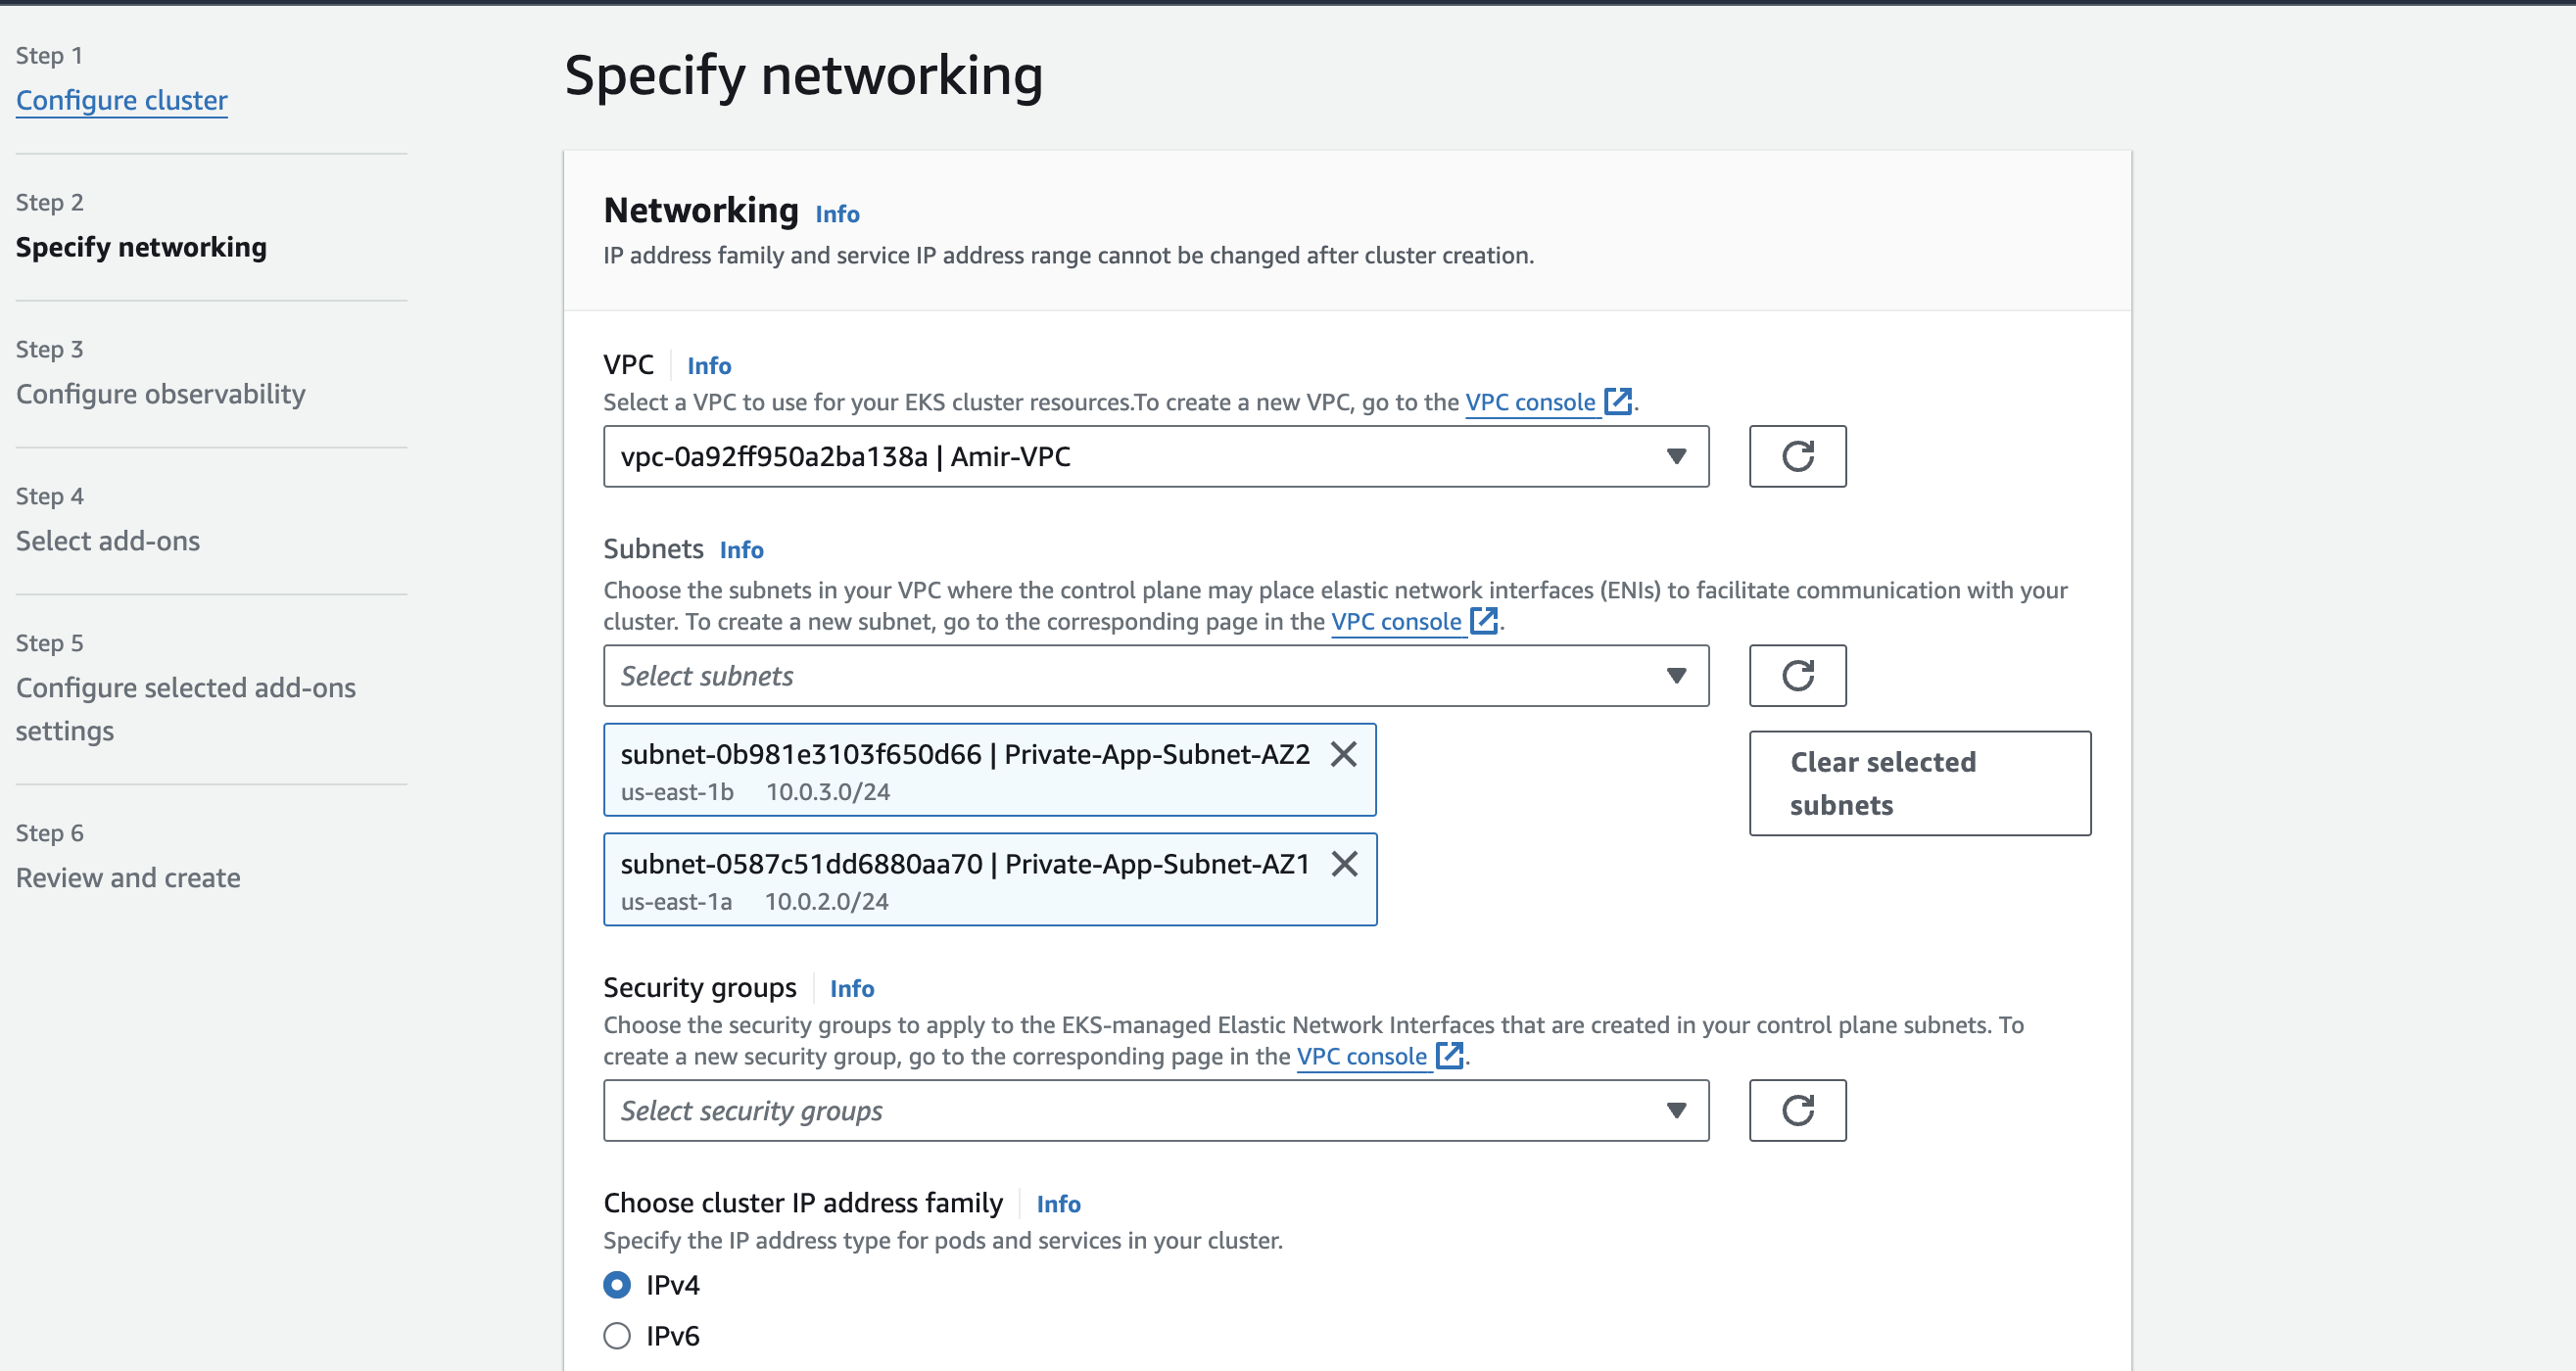 Step 1
Configure cluster
Step 2
Specify networking
Step 3
Configure observability
Step 4
Select add-ons
Step 5
Configure selected add-ons
settings
Step 6
Review and create
Specify networking
Networking Info
IP address family and service IP address range cannot be changed after cluster creation.
VPC Info
Select a VPC to use for your EKS cluster resources.To create a new VPC, go to the VPC console.
vpc-0a92ff950a2ba138a | Amir-VPC
Subnets Info
Choose the subnets in your VPC where the control plane may place elastic network interfaces (ENIs) to facilitate communication with your
cluster. To create a new subnet, go to the corresponding page in the VPC console.
Select subnets
subnet-0b981e3103f650d66 | Private-App-Subnet-AZ2
us-east-1b 10.0.3.0/24
Clear selected
subnets
subnet-0587c51dd6880aa70 | Private-App-Subnet-AZ1
us-east-1a 10.0.2.0/24
Security groups Info
Choose the security groups to apply to the EKS-managed Elastic Network Interfaces that are created in your control plane subnets. To
create a new security group, go to the corresponding page in the VPC console.
Select security groups
Choose cluster IP address family Info
Specify the IP address type for pods and services in your cluster.
IPv4
IPv6